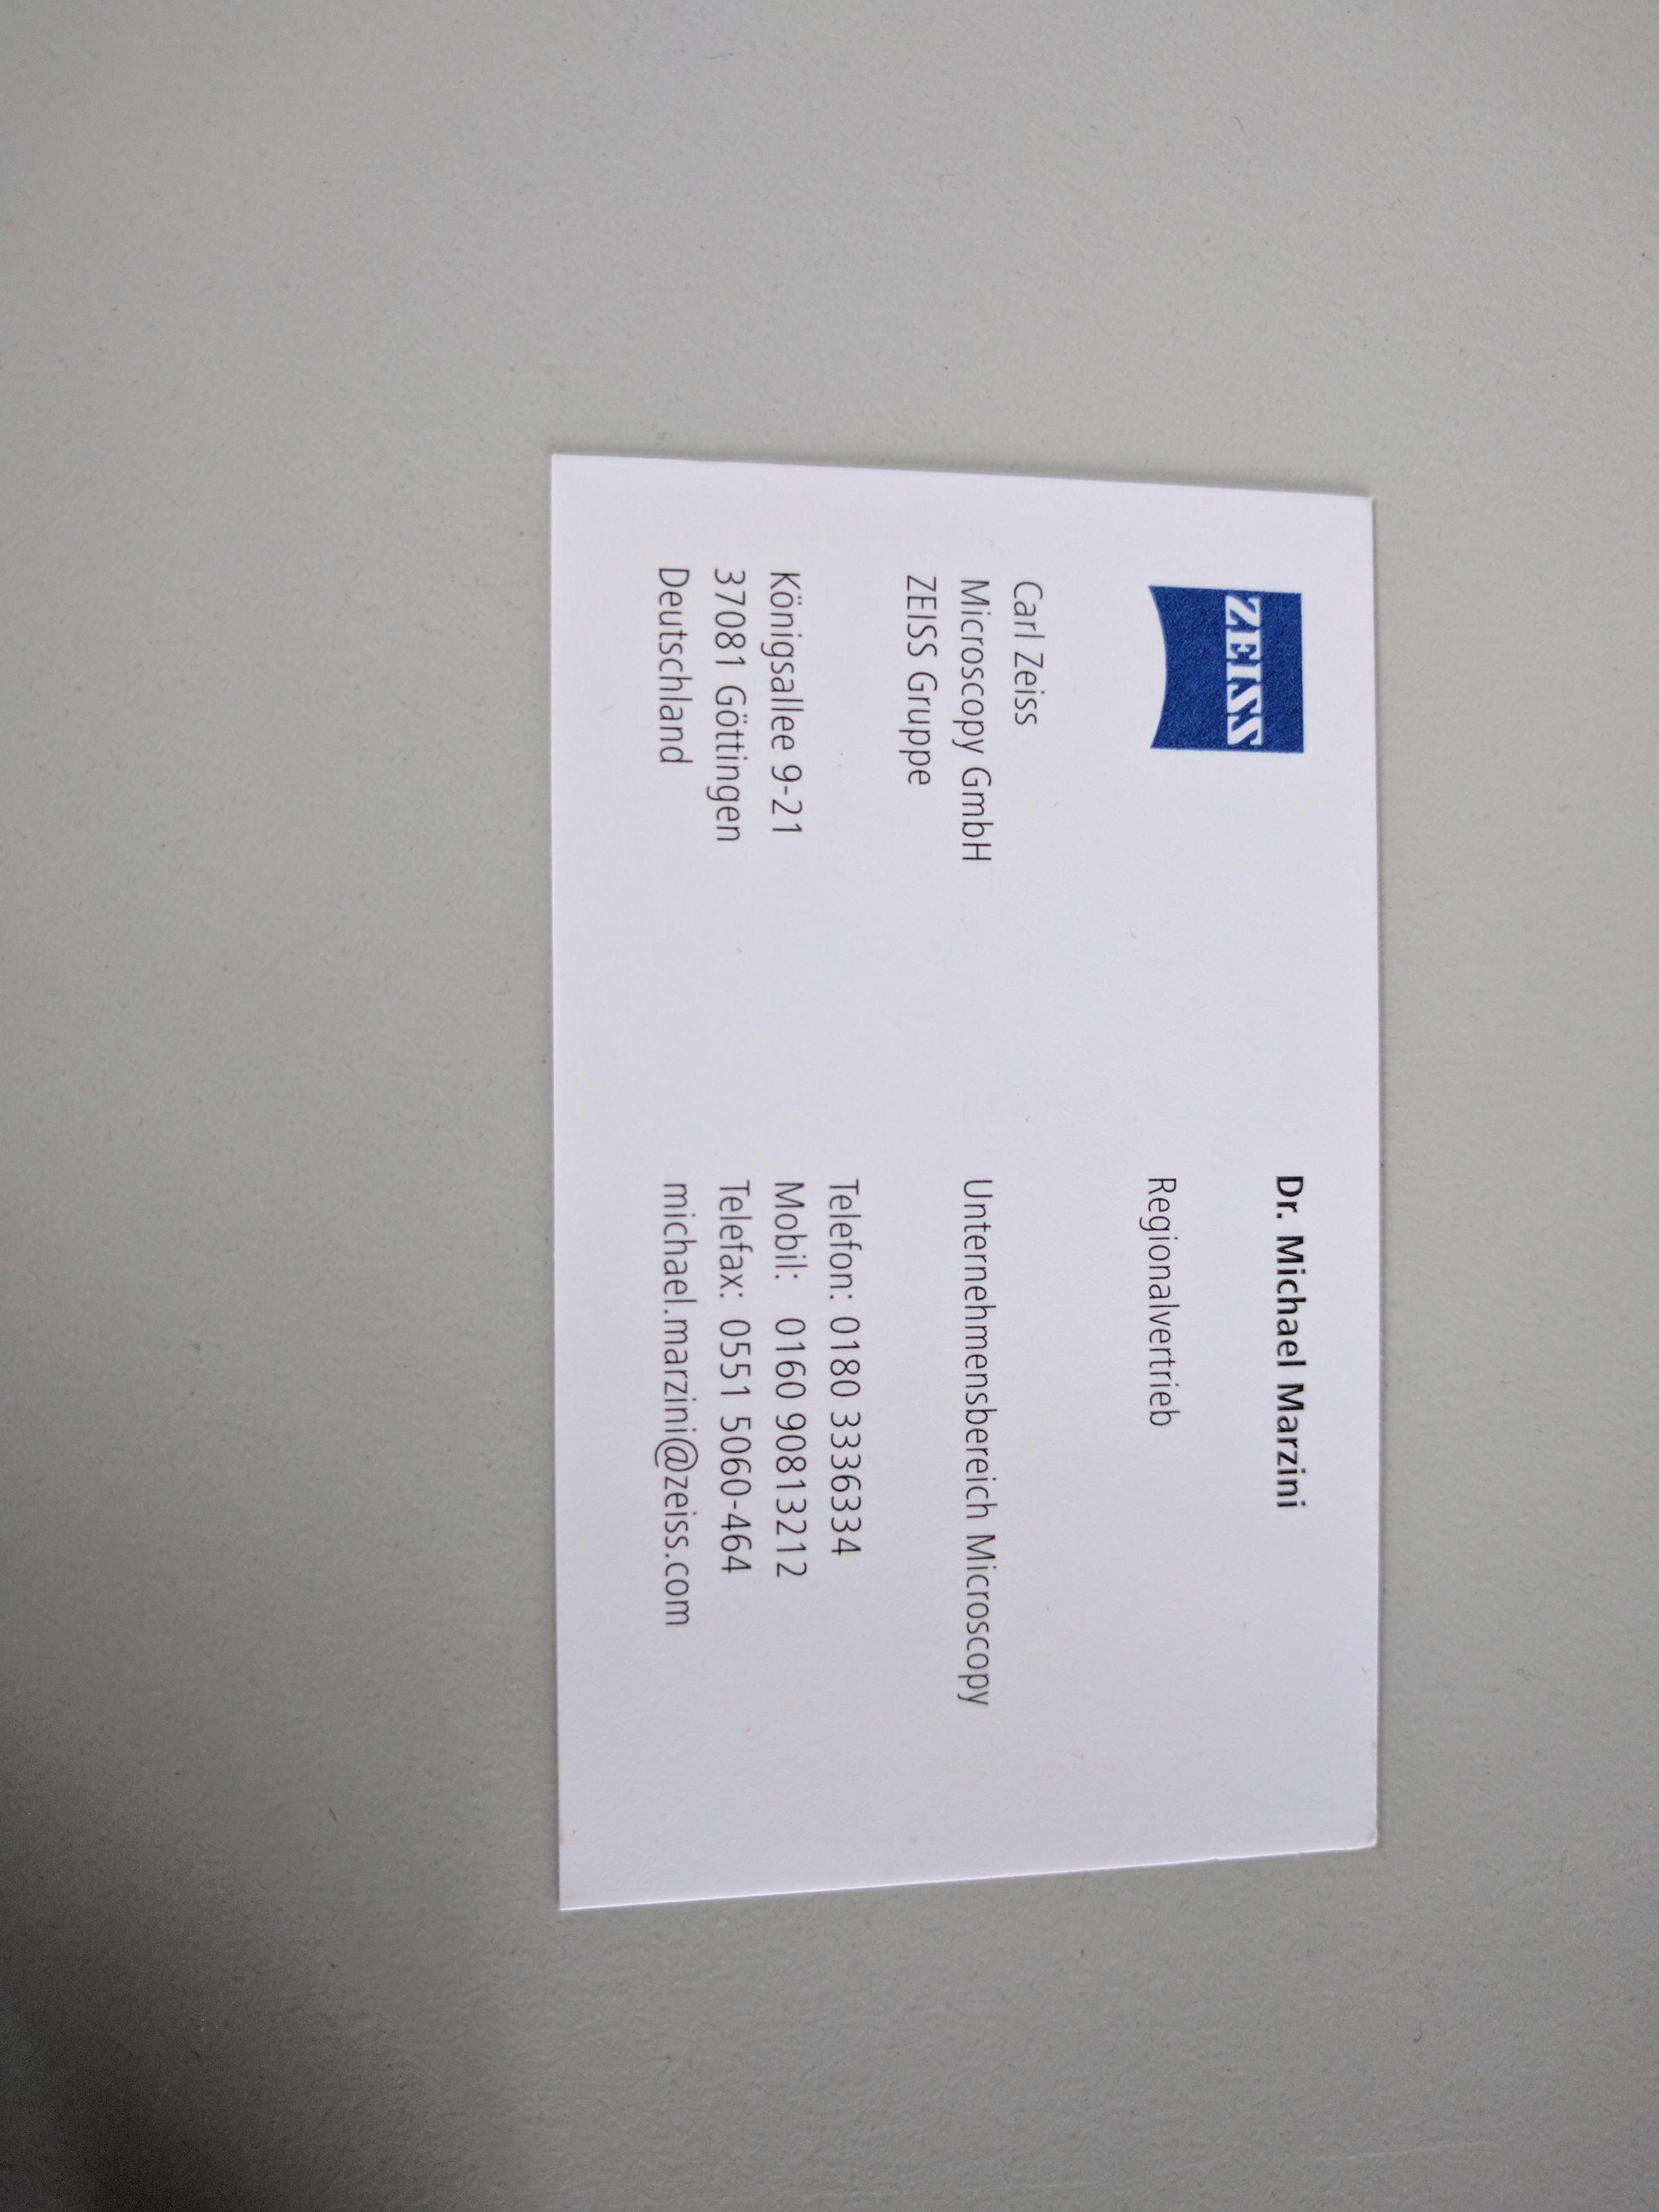 ZEISS
Dr. Michael Marzini
Regionalvertrieb
Carl Zeiss
Microscopy GmbH
ZEISS Gruppe
Unternehmensbereich Microscopy
Königsallee 9-21
37081 Göttingen
Deutschland
Telefon: 0180 3336334
Mobil: 0160 90813212
Telefax: 0551 5060-464
michael.marzini@zeiss.com